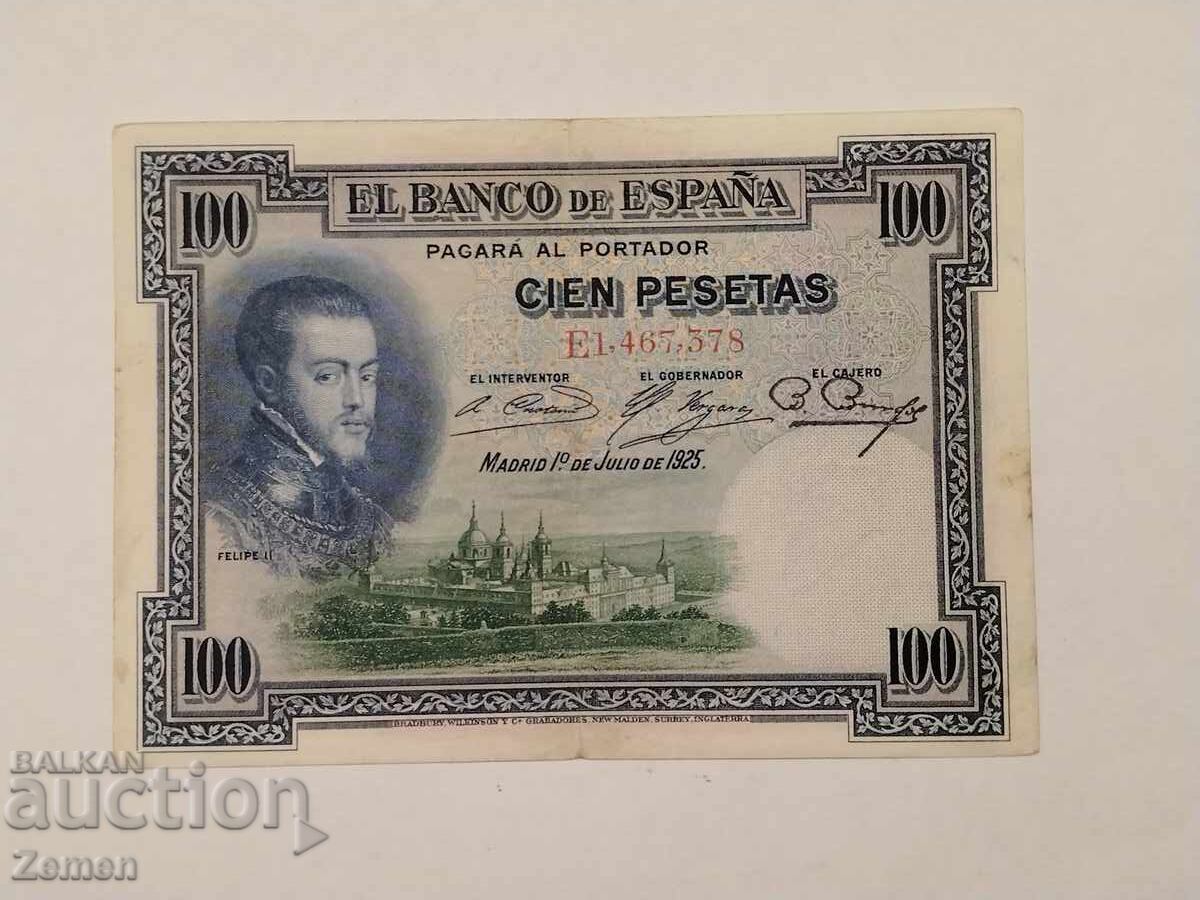 100
EL BANCO DE ESPAÑA
100
PAGARÁ AL PORTADOR
CIEN PESETAS
E1,467,378
EL INTERVENTOR EL GOBERNADOR EL CAJERO
Vergara
MADRID 1º DE JULIO DE 1925.
FELIPE II
100
100
BRADBURY, WILKINSON Y Cª GRABADORES, NEW MALDEN, SURREY, INGLATERRA
BALKAN
auction
Zemen